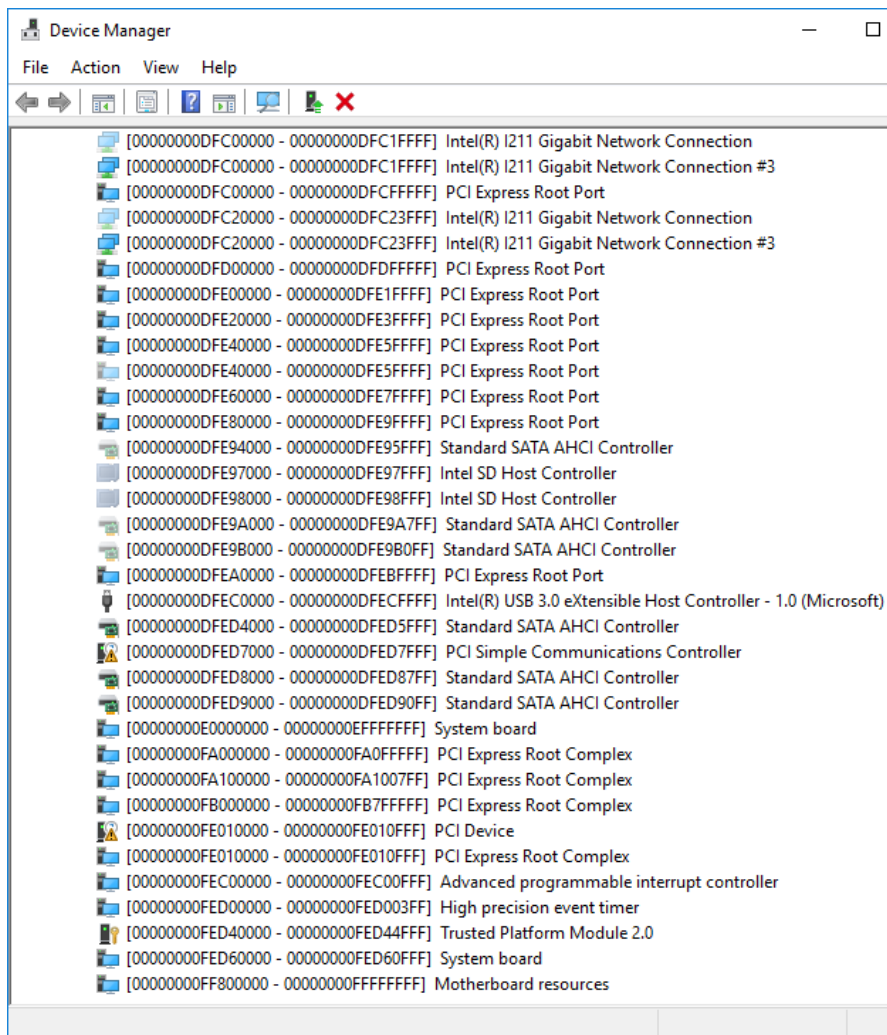 Device Manager
File Action View Help
[00000000DFC00000 - 00000000DFC1FFFF] Intel(R) I211 Gigabit Network Connection
[00000000DFC00000 - 00000000DFC1FFFF] Intel(R) I211 Gigabit Network Connection #3
[00000000DFC00000 - 00000000DFCFFFFF] PCI Express Root Port
[00000000DFC20000 - 00000000DFC23FFF] Intel(R) I211 Gigabit Network Connection
[00000000DFC20000 - 00000000DFC23FFF] Intel(R) I211 Gigabit Network Connection #3
[00000000DFD00000 - 00000000DFDFFFFF] PCI Express Root Port
[00000000DFE00000 - 00000000DFE1FFFF] PCI Express Root Port
[00000000DFE20000 - 00000000DFE3FFFF] PCI Express Root Port
[00000000DFE40000 - 00000000DFE5FFFF] PCI Express Root Port
[00000000DFE40000 - 00000000DFE5FFFF] PCI Express Root Port
[00000000DFE60000 - 00000000DFE7FFFF] PCI Express Root Port
[00000000DFE80000 - 00000000DFE9FFFF] PCI Express Root Port
[00000000DFE94000 - 00000000DFE95FFF] Standard SATA AHCI Controller
[00000000DFE97000 - 00000000DFE97FFF] Intel SD Host Controller
[00000000DFE98000 - 00000000DFE98FFF] Intel SD Host Controller
[00000000DFE9A000 - 00000000DFE9A7FF] Standard SATA AHCI Controller
[00000000DFE9B000 - 00000000DFE9B0FF] Standard SATA AHCI Controller
[00000000DFEA0000 - 00000000DFEBFFFF] PCI Express Root Port
[00000000DFEC0000 - 00000000DFECFFFF] Intel(R) USB 3.0 eXtensible Host Controller - 1.0 (Microsoft)
[00000000DFED4000 - 00000000DFED5FFF] Standard SATA AHCI Controller
[00000000DFED7000 - 00000000DFED7FFF] PCI Simple Communications Controller
[00000000DFED8000 - 00000000DFED87FF] Standard SATA AHCI Controller
[00000000DFED9000 - 00000000DFED90FF] Standard SATA AHCI Controller
[00000000E0000000 - 00000000EFFFFFFF] System board
[00000000FA000000 - 00000000FA0FFFFF] PCI Express Root Complex
[00000000FA100000 - 00000000FA1007FF] PCI Express Root Complex
[00000000FB000000 - 00000000FB7FFFFF] PCI Express Root Complex
[00000000FE010000 - 00000000FE010FFF] PCI Device
[00000000FE010000 - 00000000FE010FFF] PCI Express Root Complex
[00000000FEC00000 - 00000000FEC00FFF] Advanced programmable interrupt controller
[00000000FED00000 - 00000000FED003FF] High precision event timer
[00000000FED40000 - 00000000FED44FFF] Trusted Platform Module 2.0
[00000000FED60000 - 00000000FED60FFF] System board
[00000000FF800000 - 00000000FFFFFFFF] Motherboard resources